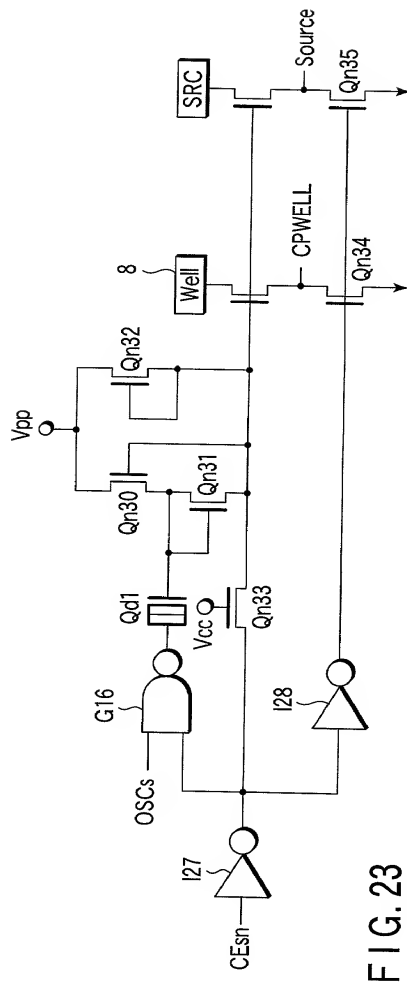 Vpp
Qn30
Qn32
Qn31
Qd1
Vcc
Qn33
G16
OSCs
CEsn
I27
I28
8
Well
SRC
CPWELL
Source
Qn34
Qn35
FIG.23